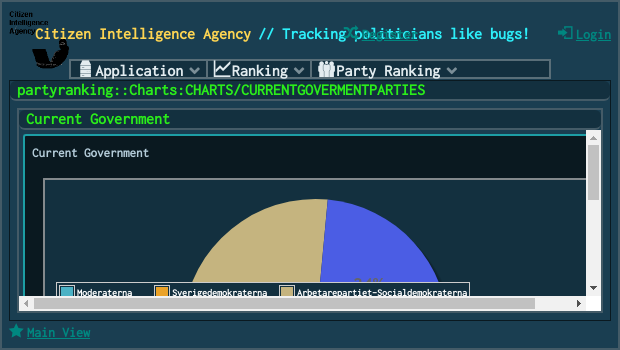 Citizen
Intelligence
Agency
Citizen Intelligence Agency // Tracking politicians like bugs!
Register
Login
Application
Ranking
Party Ranking
partyranking::Charts:CHARTS/CURRENTGOVERMENTPARTIES
Current Government
Current Government
Moderaterna
Sverigedemokraterna
Arbetarepartiet-Socialdemokraterna
Main View